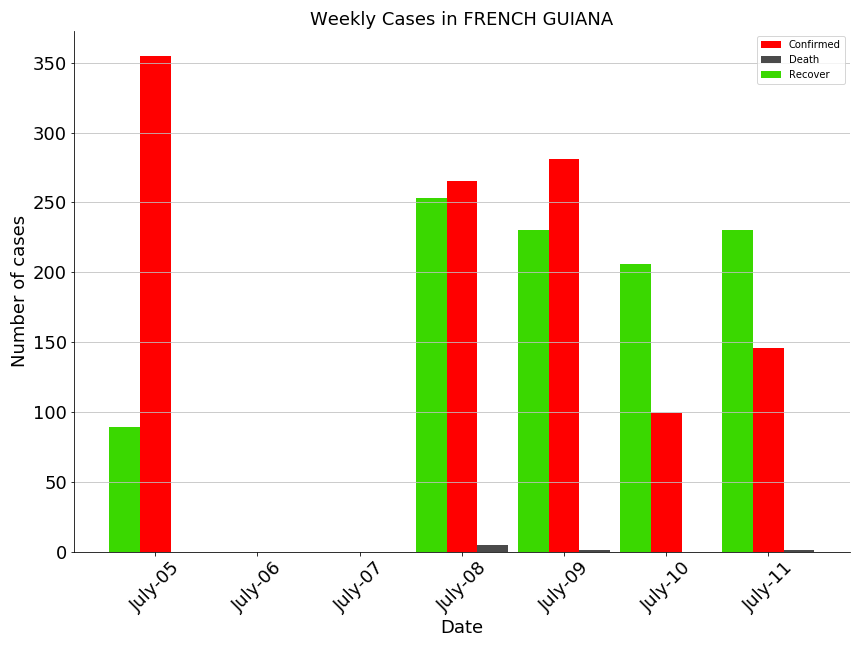 Weekly Cases in FRENCH GUIANA
Confirmed
Death
Recover
Number of cases
350
300
250
200
150
100
50
0
July-05
July-06
July-07
July-08
July-09
July-10
July-11
Date